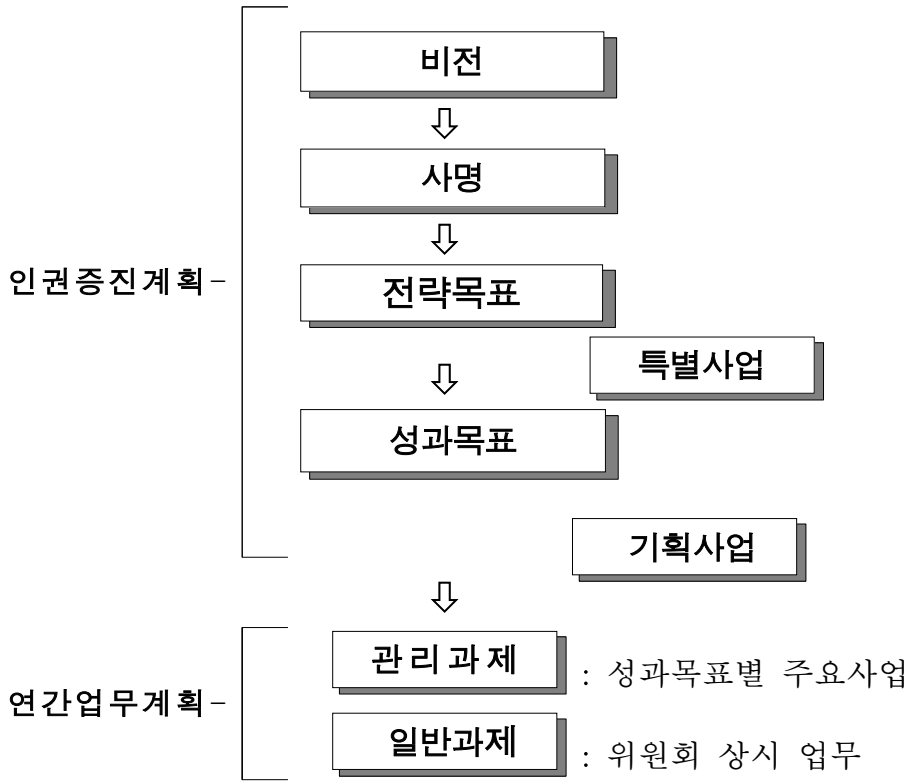 비전
사명
인권증진계획
전략목표
특별사업
성과목표
기획사업
관리과제 : 성과목표별 주요사업
연간업무계획
일반과제 : 위원회 상시 업무